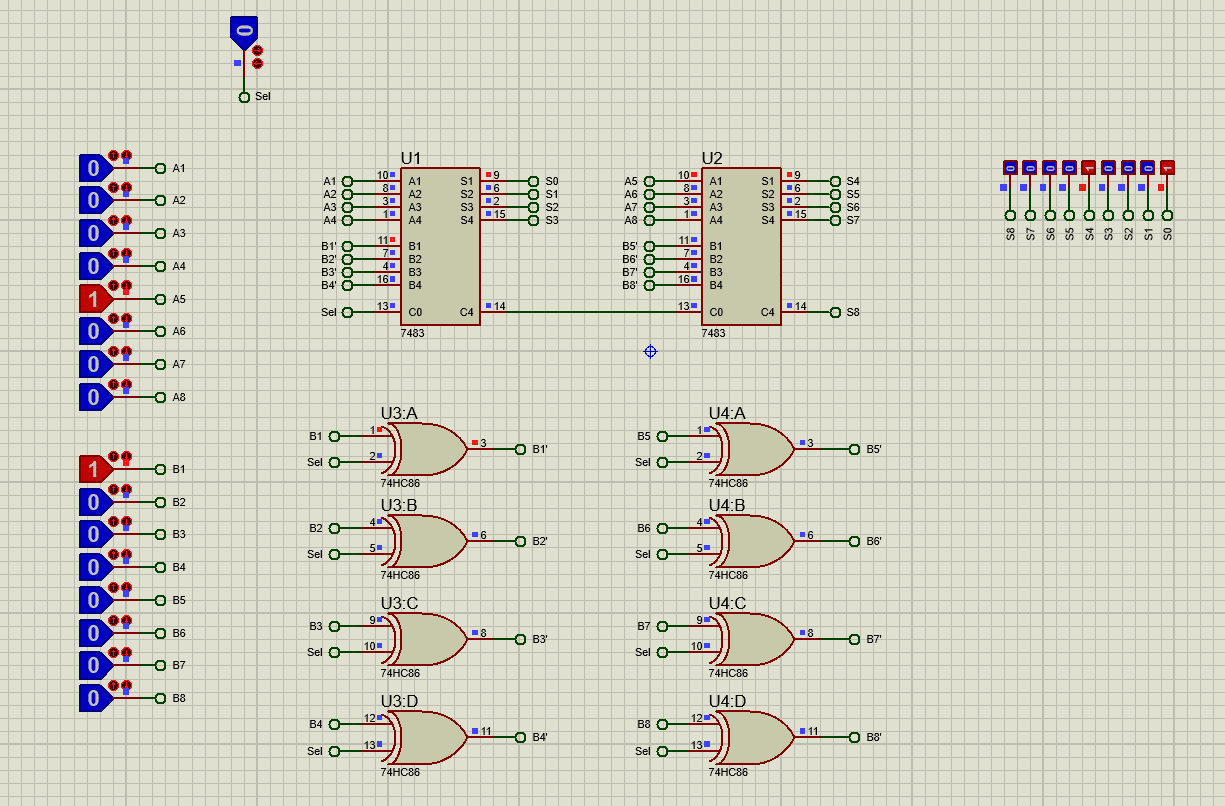 0
Sel
0 A1
0 A2
0 A3
0 A4
1 A5
0 A6
0 A7
0 A8
1 B1
0 B2
0 B3
0 B4
0 B5
0 B6
0 B7
0 B8
U1
A1 10 A1 S1 9 S0
A2 8 A2 S2 6 S1
A3 3 A3 S3 2 S2
A4 1 A4 S4 15 S3
B1' 11 B1
B2' 7 B2
B3' 4 B3
B4' 16 B4
Sel 13 C0 C4 14
7483
U2
A5 10 A1 S1 9 S4
A6 8 A2 S2 6 S5
A7 3 A3 S3 2 S6
A8 1 A4 S4 15 S7
B5' 11 B1
B6' 7 B2
B7' 4 B3
B8' 16 B4
13 C0 C4 14 S8
7483
0 0 0 0 1 0 0 0 1
S8 S7 S6 S5 S4 S3 S2 S1 S0
U3:A
B1 1
3 B1'
Sel 2
74HC86
U4:A
B5 1
3 B5'
Sel 2
74HC86
U3:B
B2 4
6 B2'
Sel 5
74HC86
U4:B
B6 4
6 B6'
Sel 5
74HC86
U3:C
B3 9
8 B3'
Sel 10
74HC86
U4:C
B7 9
8 B7'
Sel 10
74HC86
U3:D
B4 12
11 B4'
Sel 13
74HC86
U4:D
B8 12
11 B8'
Sel 13
74HC86